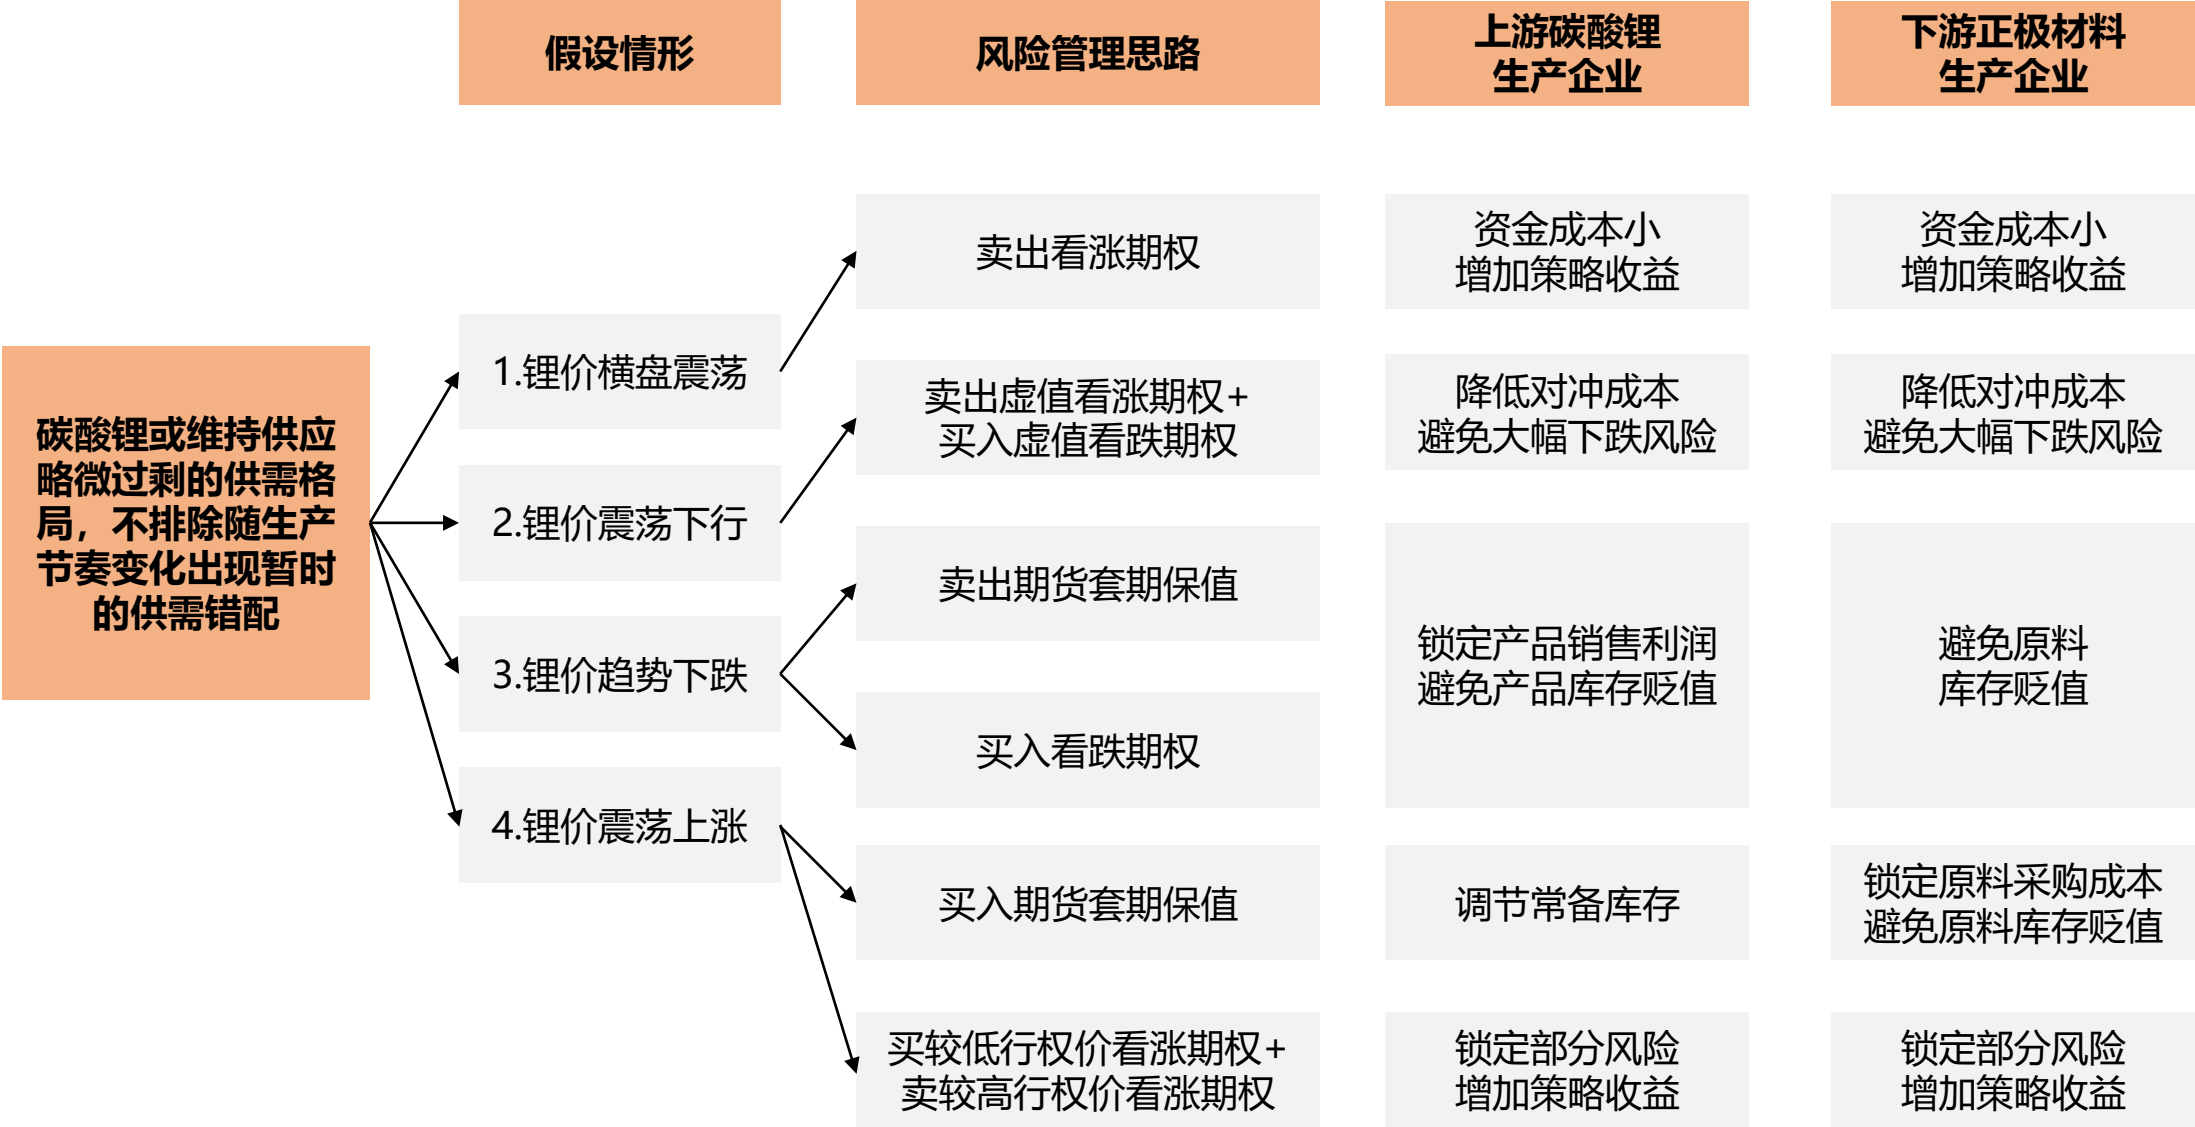 假设情形
风险管理思路
上游碳酸锂
生产企业
下游正极材料
生产企业
碳酸锂或维持供应
略微过剩的供需格
局，不排除随生产
节奏变化出现暂时
的供需错配
1.锂价横盘震荡
2.锂价震荡下行
3.锂价趋势下跌
4.锂价震荡上涨
卖出看涨期权
资金成本小
增加策略收益
资金成本小
增加策略收益
卖出虚值看涨期权+
买入虚值看跌期权
降低对冲成本
避免大幅下跌风险
降低对冲成本
避免大幅下跌风险
卖出期货套期保值
买入看跌期权
锁定产品销售利润
避免产品库存贬值
避免原料
库存贬值
买入期货套期保值
调节常备库存
锁定原料采购成本
避免原料库存贬值
买较低行权价看涨期权+
卖较高行权价看涨期权
锁定部分风险
增加策略收益
锁定部分风险
增加策略收益